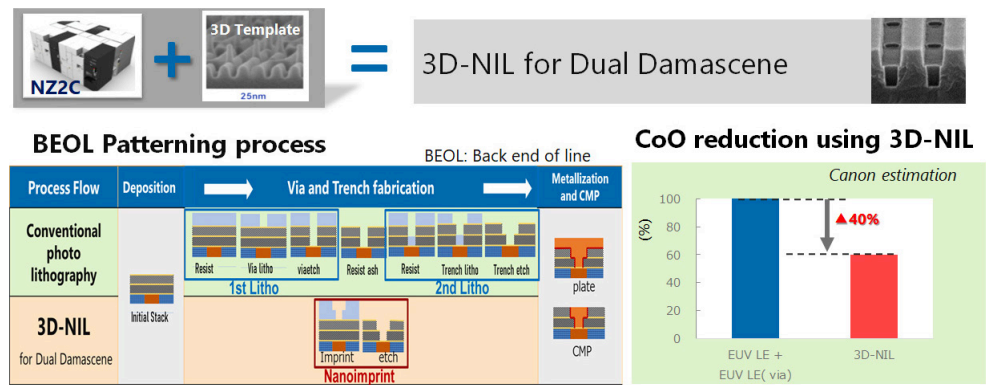 NZ2C
3D Template
25nm
3D-NIL for Dual Damascene
BEOL Patterning process
BEOL: Back end of line
Process Flow
Deposition
Via and Trench fabrication
Metallization
and CMP
Conventional
photo
lithography
Initial Stack
Resist
Via litho
viaetch
Resist ash
Resist
Trench litho
Trench etch
1st Litho
2nd Litho
plate
3D-NIL
for Dual Damascene
Imprint
etch
Nanoimprint
CMP
CoO reduction using 3D-NIL
Canon estimation
(%)
100
80
60
40
20
0
▲40%
EUV LE +
EUV LE( via)
3D-NIL